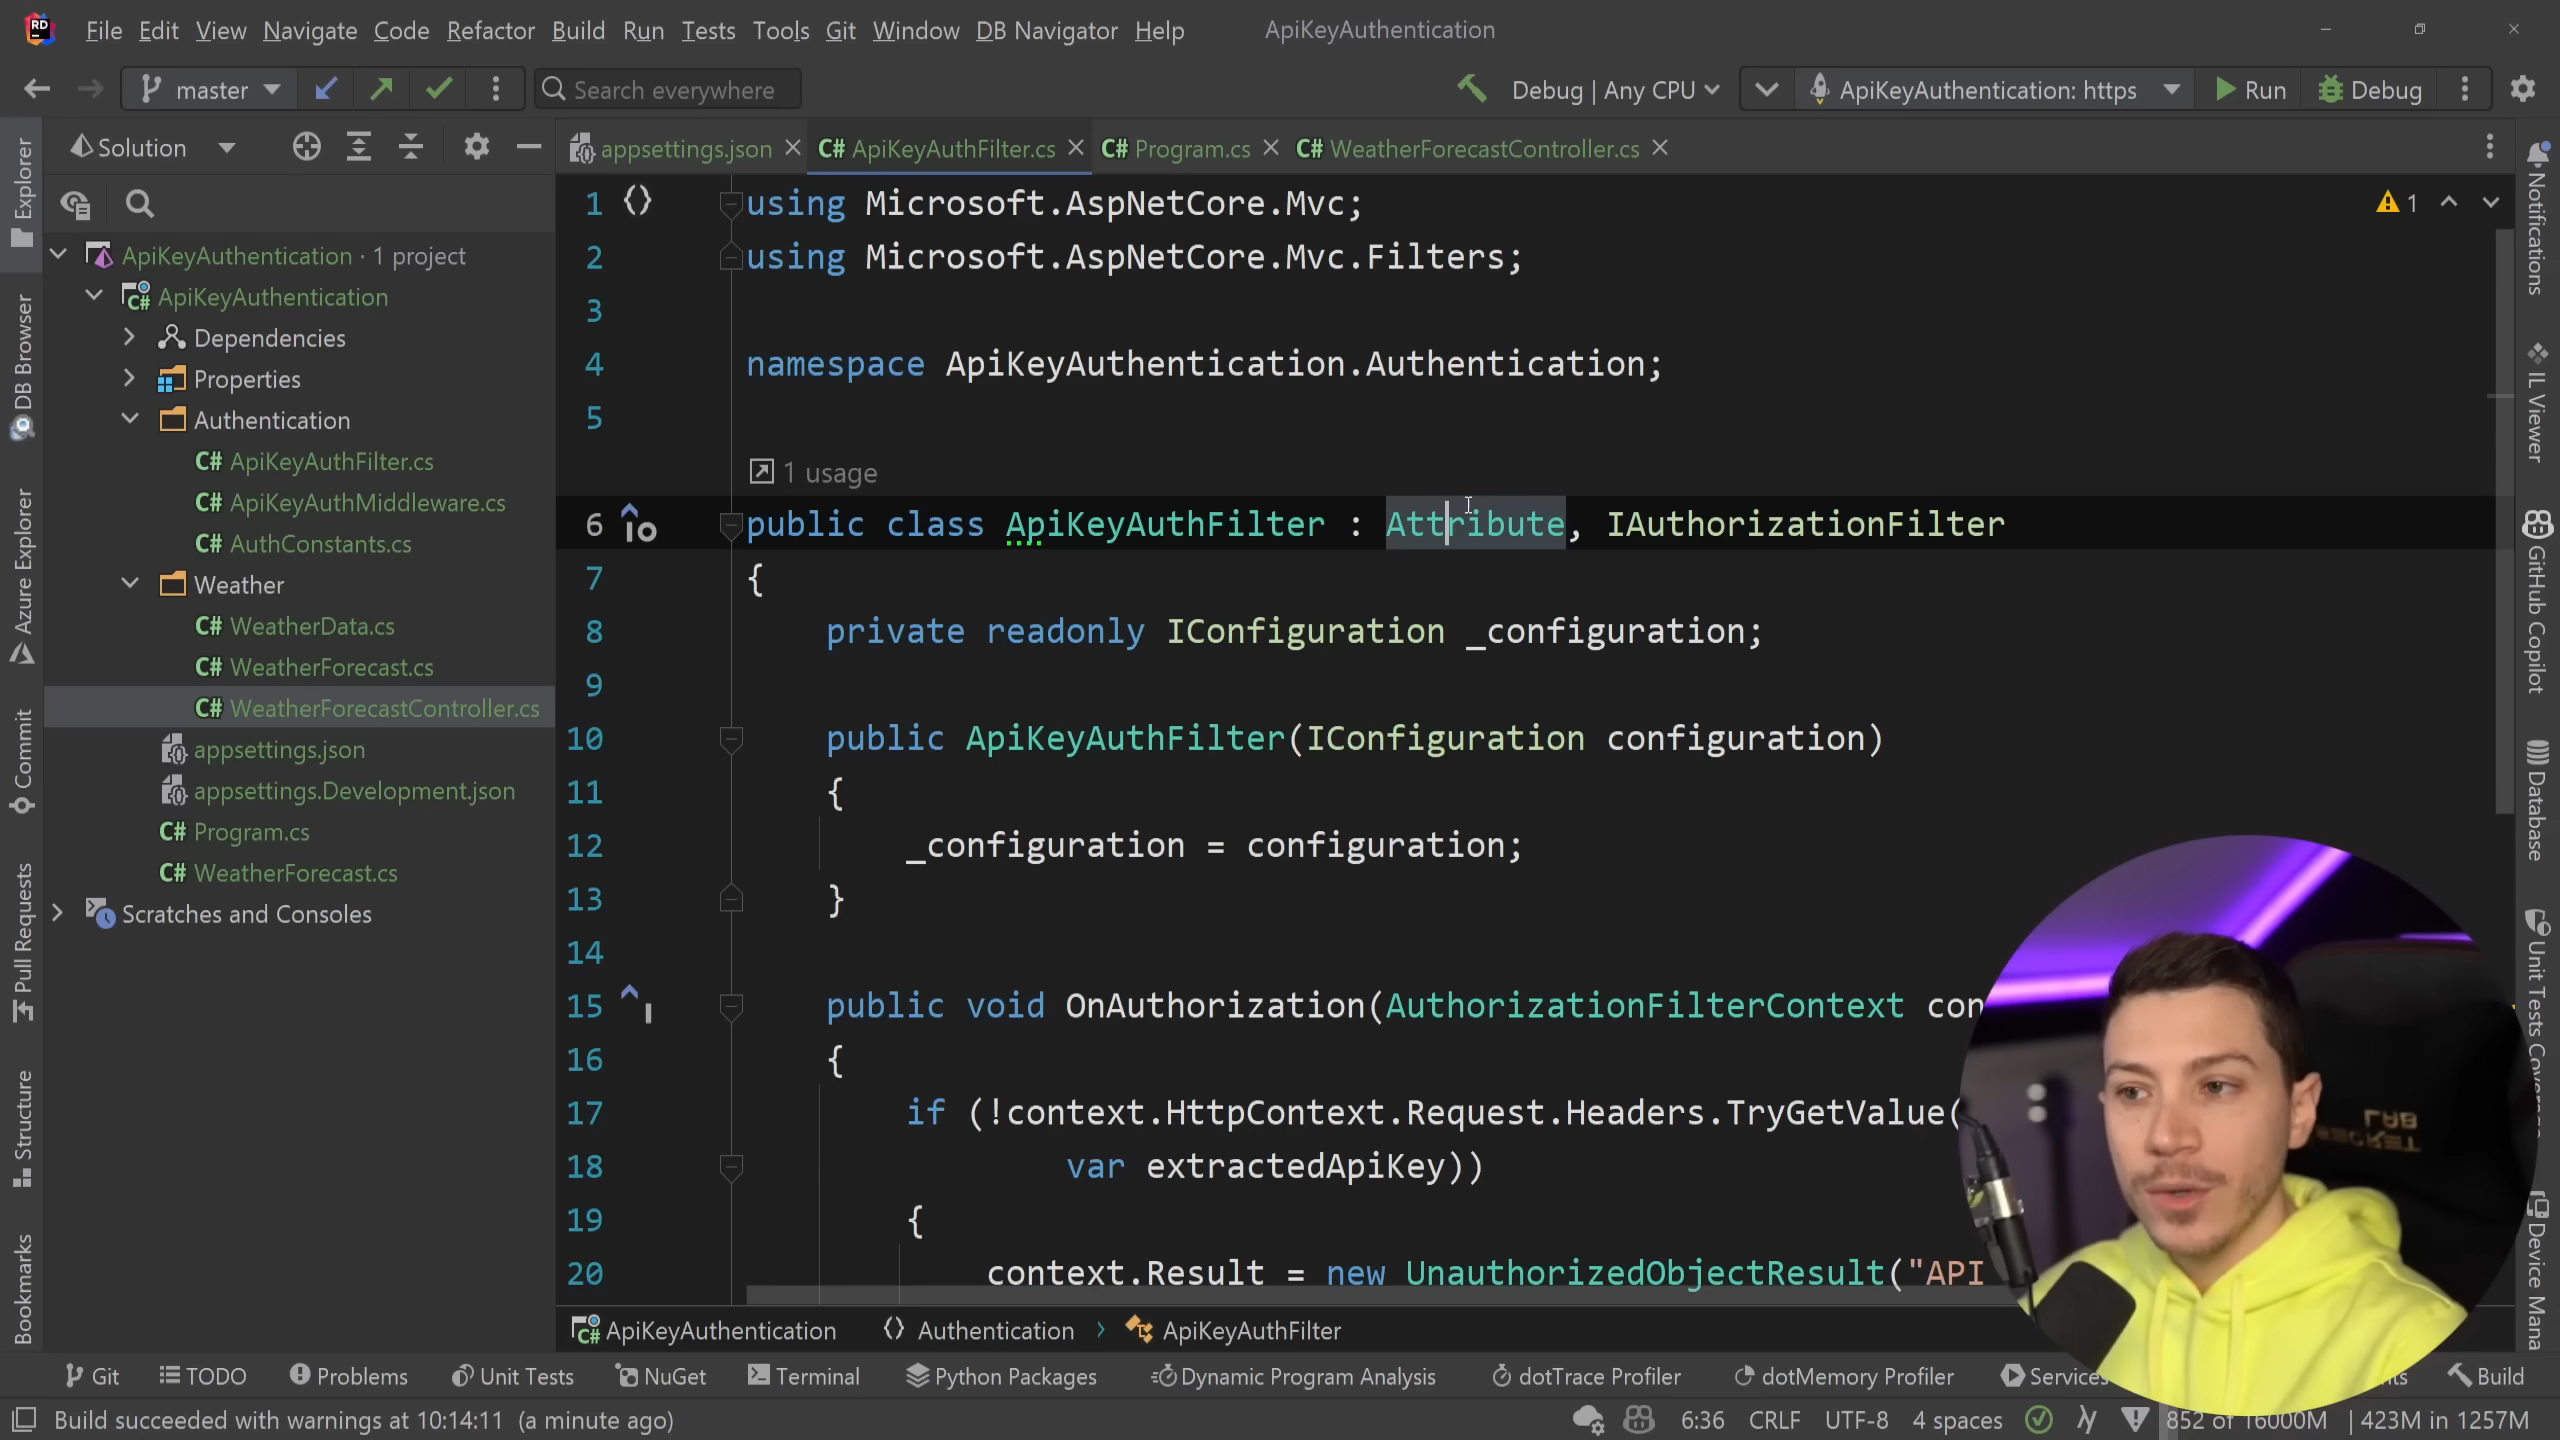 File Edit View Navigate Code Refactor Build Run Tests Tools Git Window DB Navigator Help ApiKeyAuthentication
master Search everywhere Debug | Any CPU ApiKeyAuthentication: https Run Debug
Solution
appsettings.json C# ApiKeyAuthFilter.cs C# Program.cs C# WeatherForecastController.cs
ApiKeyAuthentication · 1 project
ApiKeyAuthentication
Dependencies
Properties
Authentication
C# ApiKeyAuthFilter.cs
C# ApiKeyAuthMiddleware.cs
C# AuthConstants.cs
Weather
C# WeatherData.cs
C# WeatherForecast.cs
C# WeatherForecastController.cs
appsettings.json
appsettings.Development.json
C# Program.cs
C# WeatherForecast.cs
Scratches and Consoles
Explorer
DB Browser
Azure Explorer
Commit
Pull Requests
Structure
Bookmarks
1 using Microsoft.AspNetCore.Mvc;
2 using Microsoft.AspNetCore.Mvc.Filters;
3
4 namespace ApiKeyAuthentication.Authentication;
5
1 usage
6 public class ApiKeyAuthFilter : Attribute, IAuthorizationFilter
7 {
8 private readonly IConfiguration _configuration;
9
10 public ApiKeyAuthFilter(IConfiguration configuration)
11 {
12 _configuration = configuration;
13 }
14
15 public void OnAuthorization(AuthorizationFilterContext con
16 {
17 if (!context.HttpContext.Request.Headers.TryGetValue(
18 var extractedApiKey))
19 {
20 context.Result = new UnauthorizedObjectResult("API
1
Notifications
IL Viewer
GitHub Copilot
Database
Unit Tests Cover
Device Mana
ApiKeyAuthentication Authentication › ApiKeyAuthFilter
Git TODO Problems Unit Tests NuGet Terminal Python Packages Dynamic Program Analysis dotTrace Profiler dotMemory Profiler Services Build
Build succeeded with warnings at 10:14:11 (a minute ago) 6:36 CRLF UTF-8 4 spaces 852 of 16000M 423M in 1257M